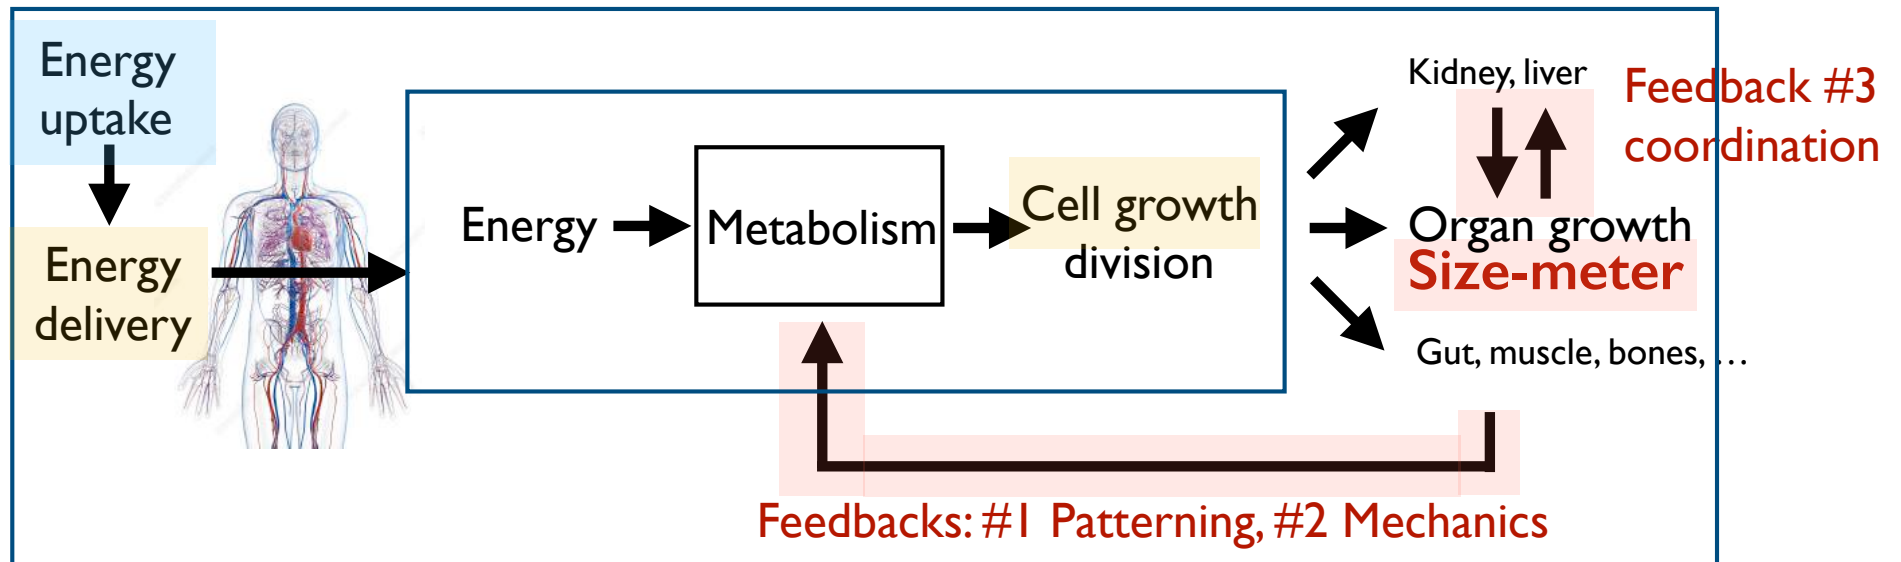 Energy
uptake
Energy
delivery
Energy
Metabolism
Cell growth
division
Kidney, liver
Feedback #3
coordination
Organ growth
Size-meter
Gut, muscle, bones, …
Feedbacks: #1 Patterning, #2 Mechanics